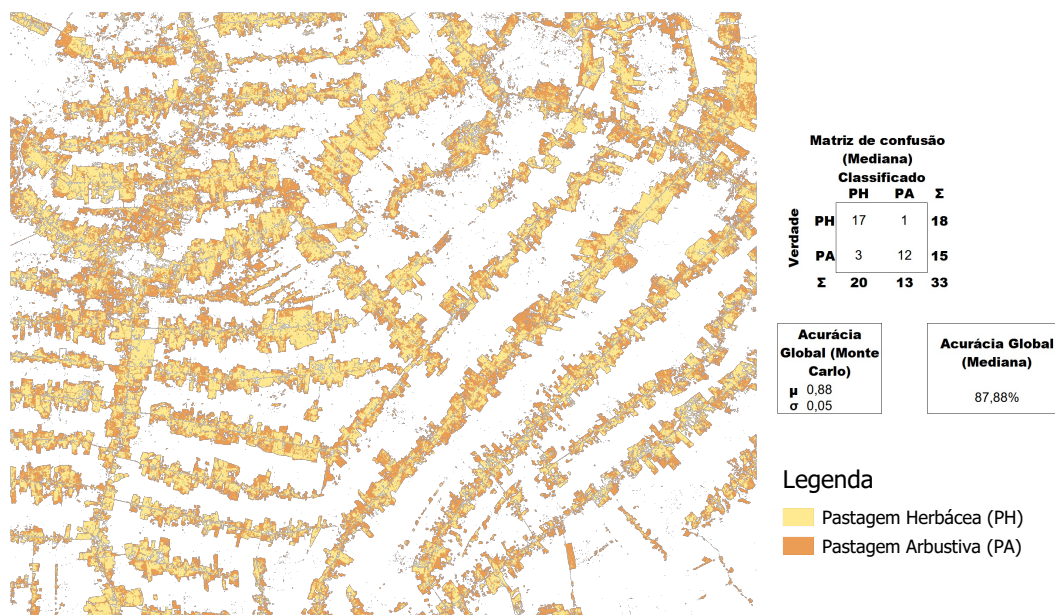 Matriz de confusão
(Mediana)
Classificado
PH PA Σ
Verdade
PH 17 1 18
PA 3 12 15
Σ 20 13 33
Acurácia
Global (Monte
Carlo)
μ 0,88
σ 0,05
Acurácia Global
(Mediana)
87,88%
Legenda
Pastagem Herbácea (PH)
Pastagem Arbustiva (PA)